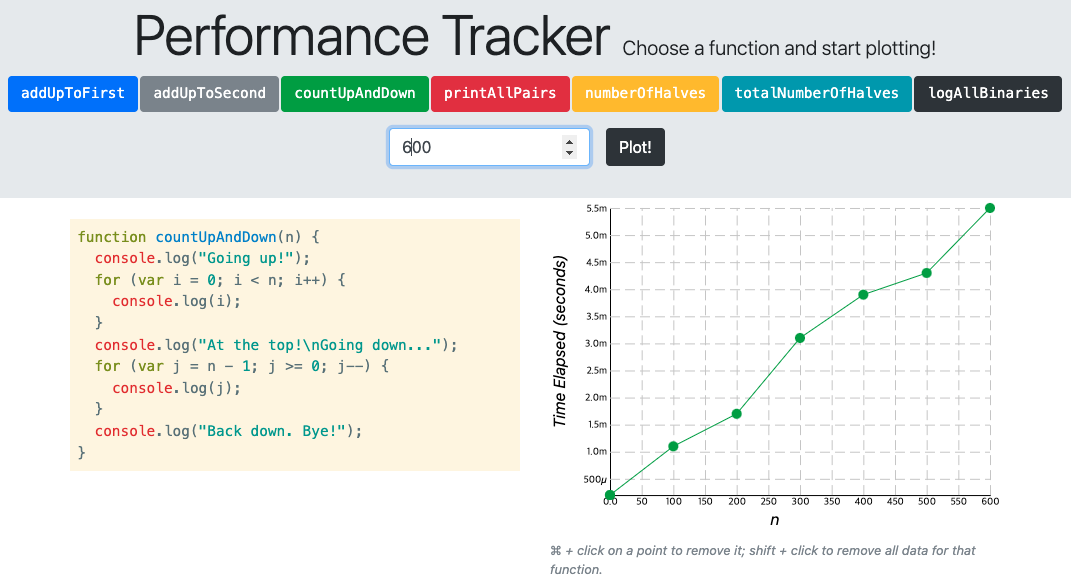 Performance Tracker Choose a function and start plotting!
addUpToFirst addUpToSecond countUpAndDown printAllPairs numberOfHalves totalNumberOfHalves logAllBinaries
600 Plot!
function countUpAndDown(n) {
  console.log("Going up!");
  for (var i = 0; i < n; i++) {
    console.log(i);
  }
  console.log("At the top!\nGoing down...");
  for (var j = n - 1; j >= 0; j--) {
    console.log(j);
  }
  console.log("Back down. Bye!");
}
5.5m
5.0m
4.5m
4.0m
3.5m
3.0m
2.5m
2.0m
1.5m
1.0m
500μ
Time Elapsed (seconds)
0.0 50 100 150 200 250 300 350 400 450 500 550 600
n
⌘ + click on a point to remove it; shift + click to remove all data for that
function.